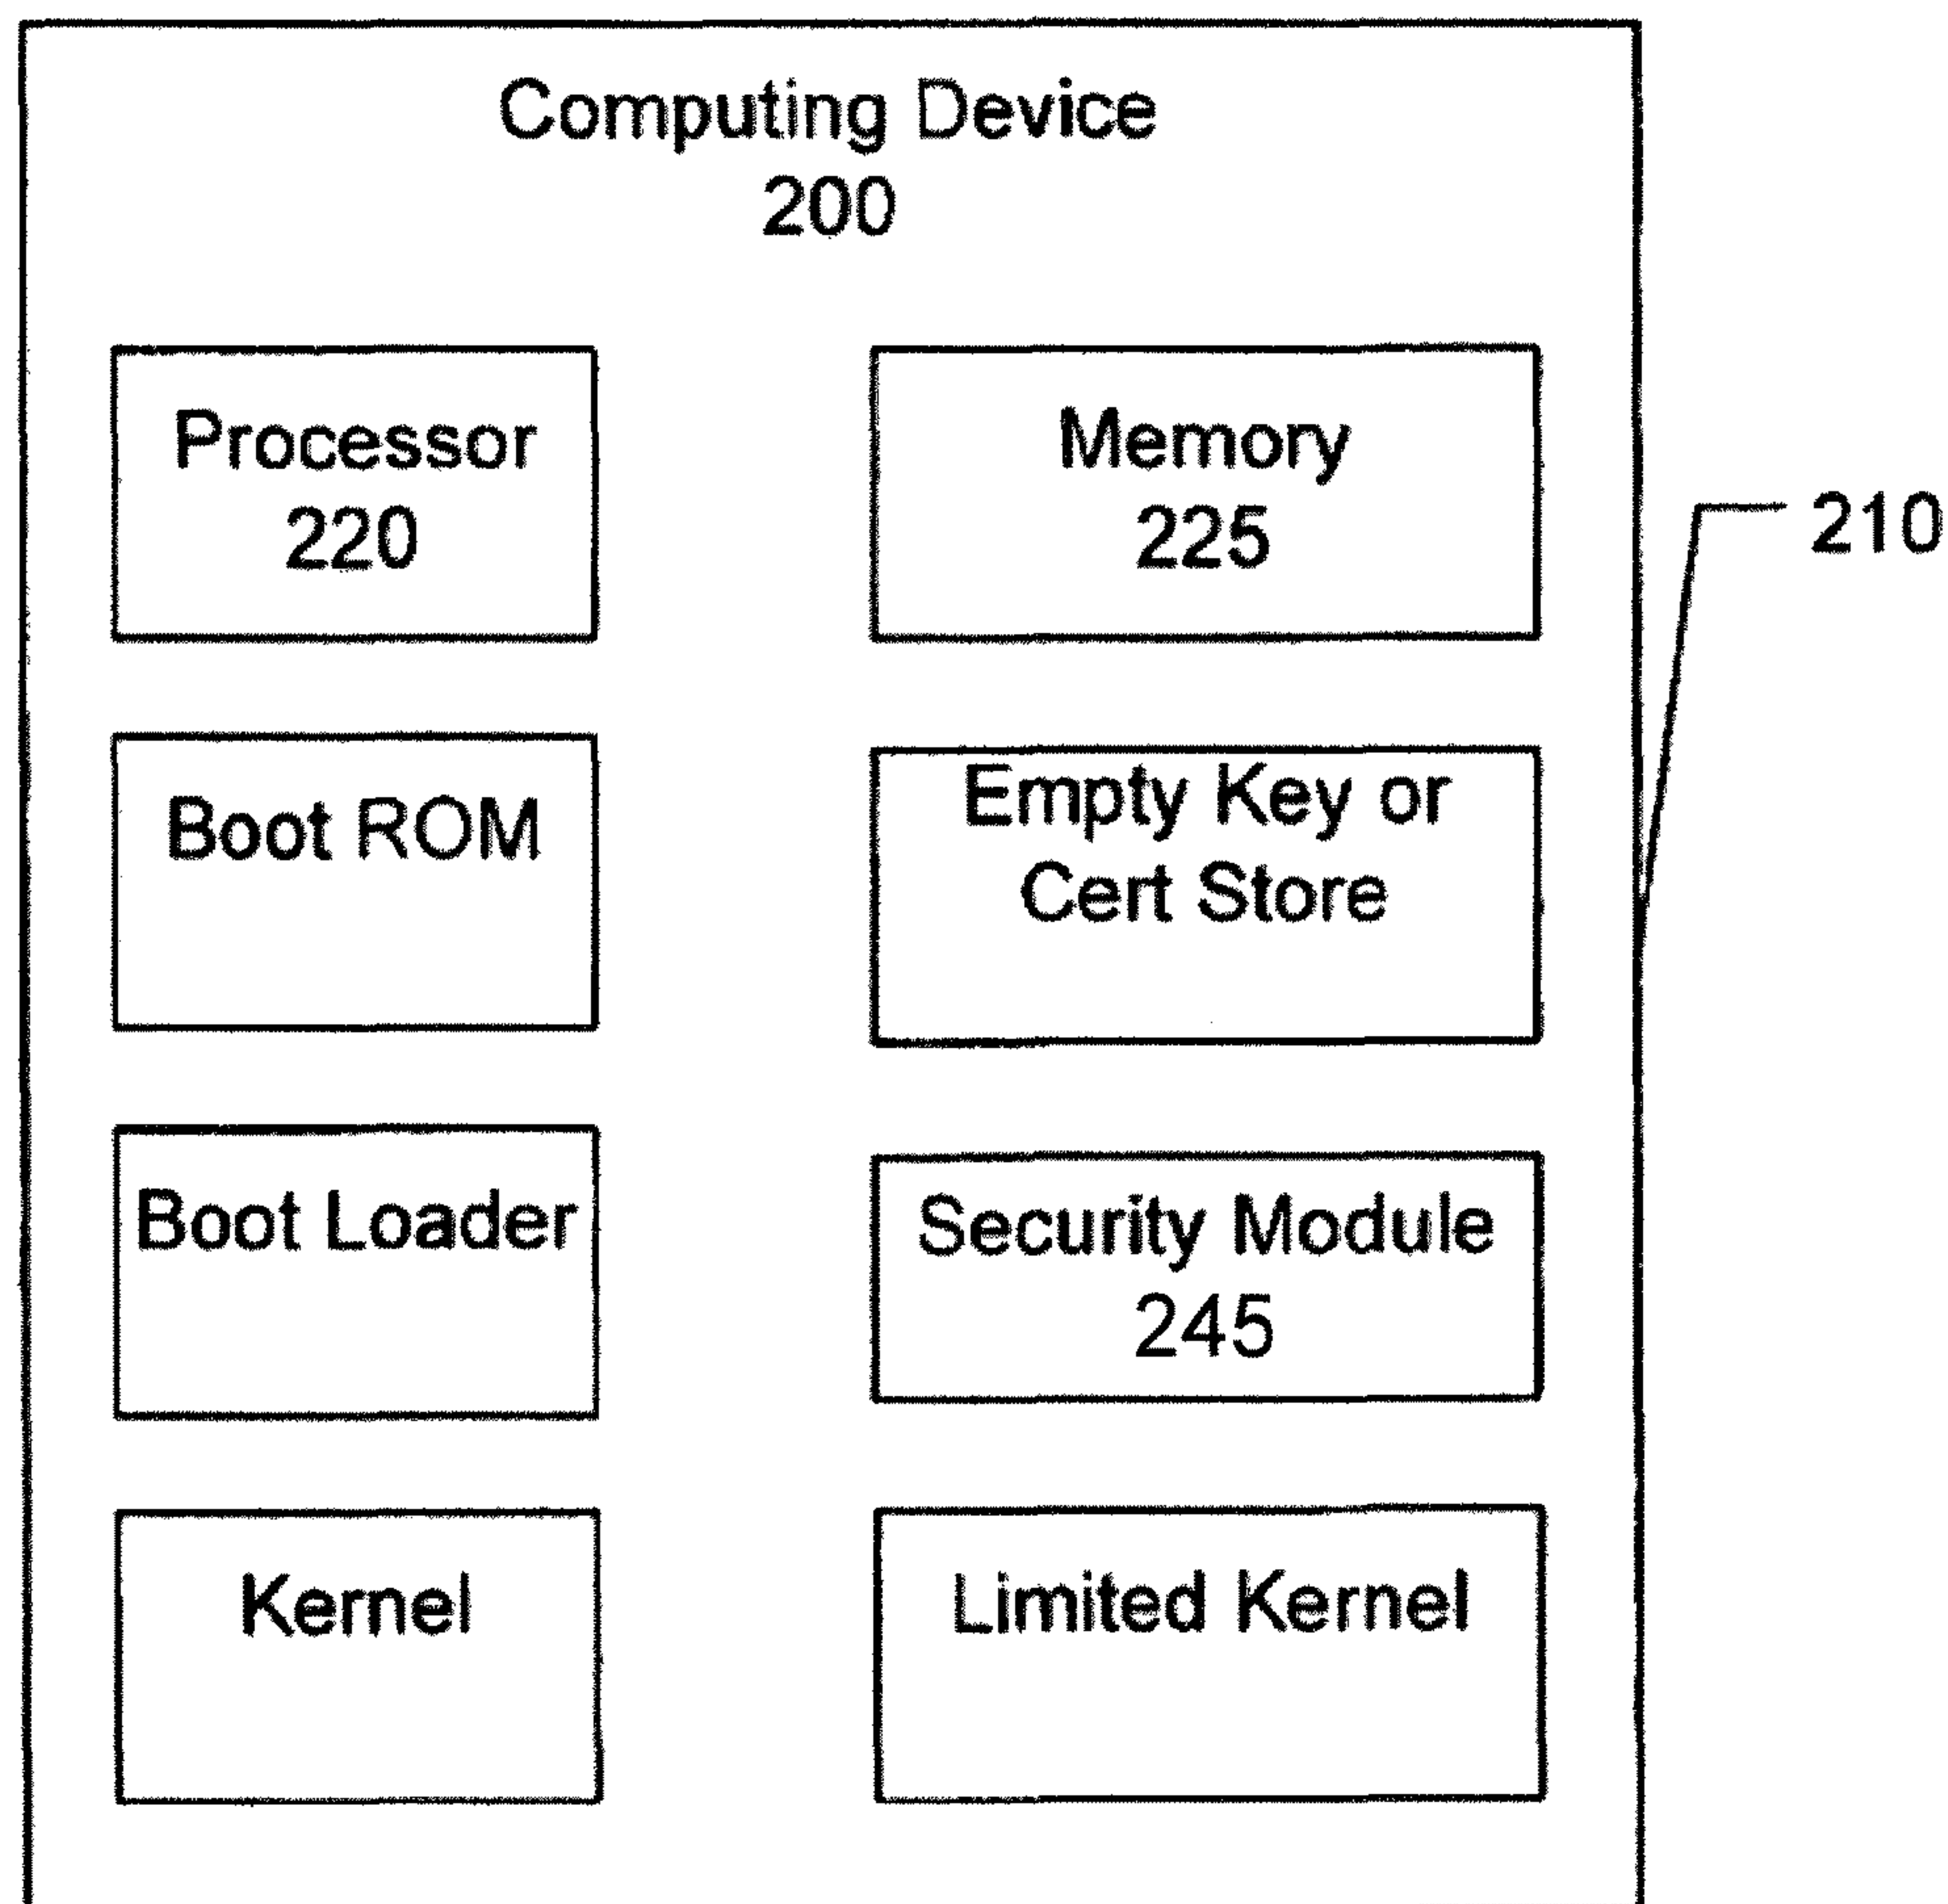 Computing Device
200
Processor
220
Memory
225
210
Boot ROM
Empty Key or
Cert Store
Boot Loader
Security Module
245
Kernel
Limited Kernel